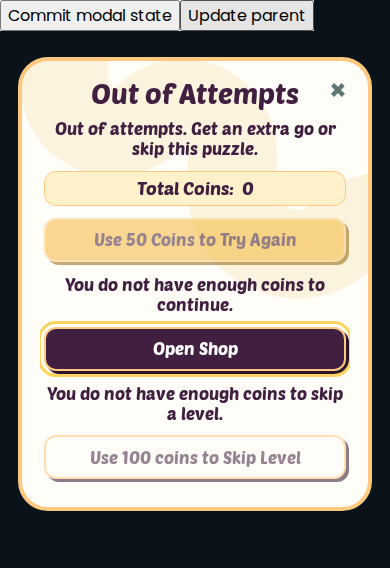 Commit modal state Update parent
Out of Attempts ✖
Out of attempts. Get an extra go or
skip this puzzle.
Total Coins: 0
Use 50 Coins to Try Again
You do not have enough coins to
continue.
Open Shop
You do not have enough coins to skip
a level.
Use 100 coins to Skip Level